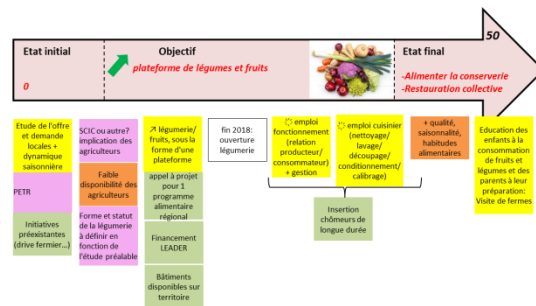 50
Etat initial
Objectif
Etat final
0
plateforme de légumes et fruits
-Alimenter la conserverie
-Restauration collective
Etude de l'offre et demande
locales +
dynamique
saisonnière
PETR
Initiatives
préexistantes
(drive fermier…)
SCIC ou autre?
implication des
agriculteurs
Faible
disponibilité des
agriculteurs
Forme et statut
de la légumerie
à définir en
fonction de
l'étude préalable
↗ légumerie/
fruits, sous la
forme d'une
plateforme
appel à projet
pour 1
programme
alimentaire
régional
Financement
LEADER
Bâtiments
disponibles sur
territoire
fin 2018:
ouverture
légumerie
emploi
fonctionnement
(relation
producteur/
consommateur)
+ gestion
emploi cuisinier
(nettoyage/
lavage/
découpage/
conditionnement/
calibrage)
Insertion
chômeurs de
longue durée
+ qualité,
saisonnalité,
habitudes
alimentaires
Education des
enfants à la
consommation
de fruits et
légumes et des
parents à leur
préparation:
Visite de fermes